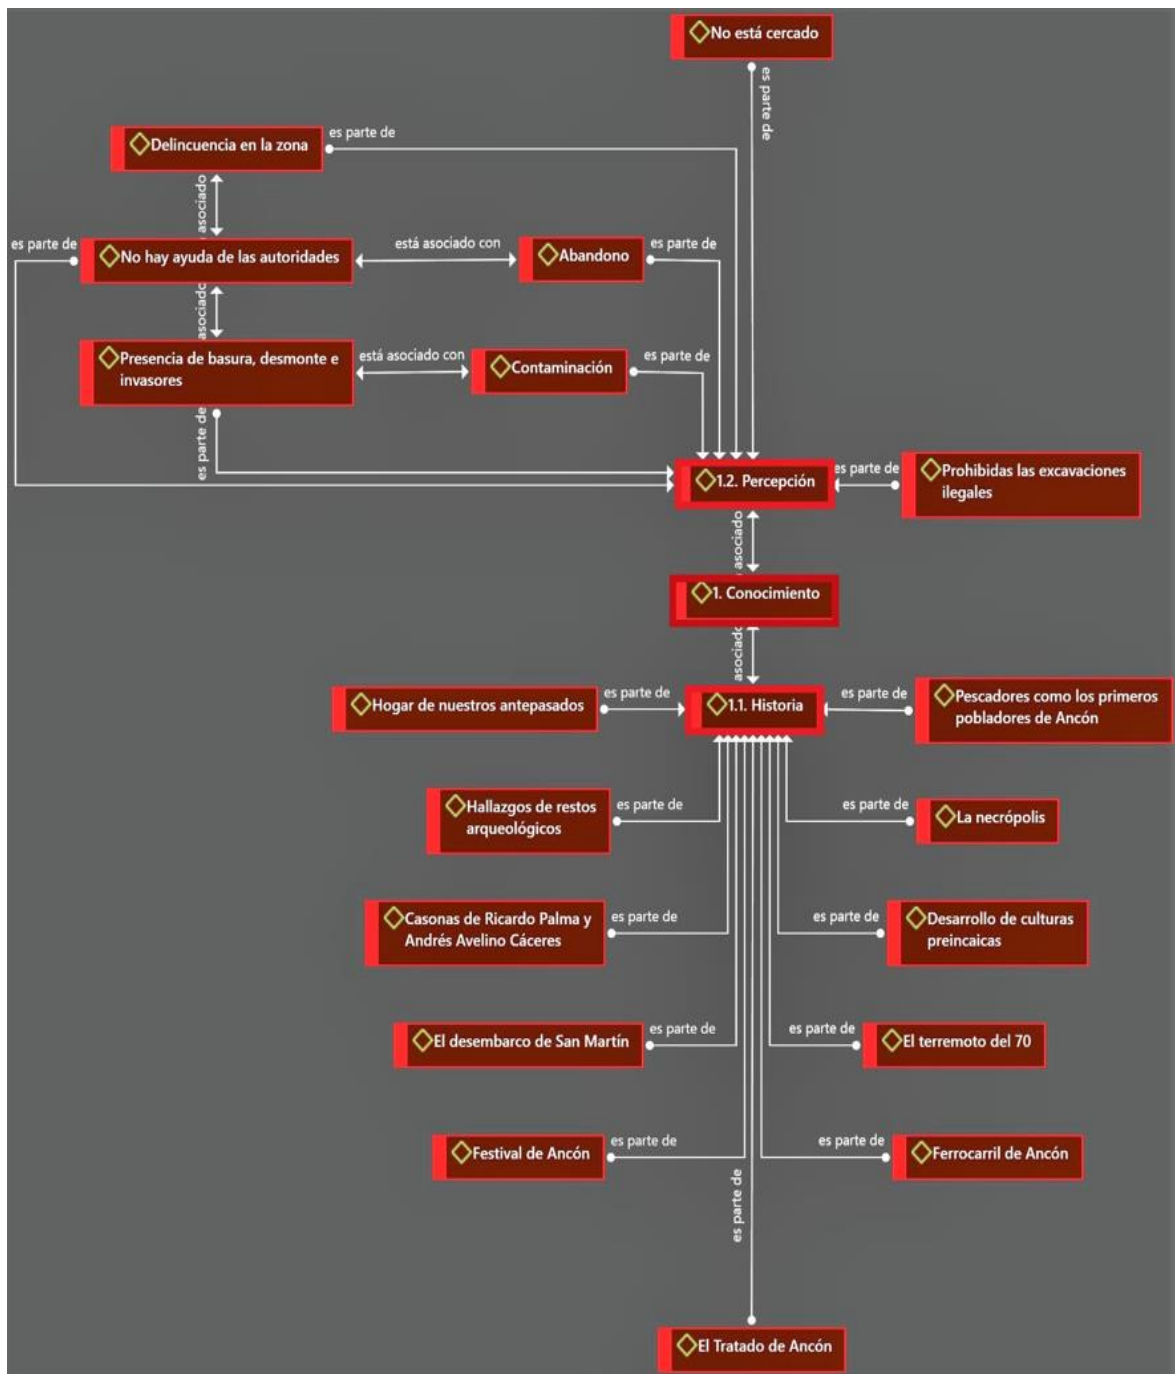 No está cercado
es parte de
Delincuencia en la zona
es parte de
asociado
es parte de
No hay ayuda de las autoridades
está asociado con
Abandono
es parte de
asociado
Presencia de basura, desmonte e
invasores
está asociado con
Contaminación
es parte de
es parte de
1.2. Percepción
es parte de
Prohibidas las excavaciones
ilegales
asociado
1. Conocimiento
asociado
Hogar de nuestros antepasados
es parte de
1.1. Historia
es parte de
Pescadores como los primeros
pobladores de Ancón
Hallazgos de restos
arqueológicos
es parte de
es parte de
La necrópolis
Casonas de Ricardo Palma y
Andrés Avelino Cáceres
es parte de
es parte de
Desarrollo de culturas
preincaicas
El desembarco de San Martín
es parte de
es parte de
El terremoto del 70
Festival de Ancón
es parte de
es parte de
Ferrocarril de Ancón
es parte de
El Tratado de Ancón